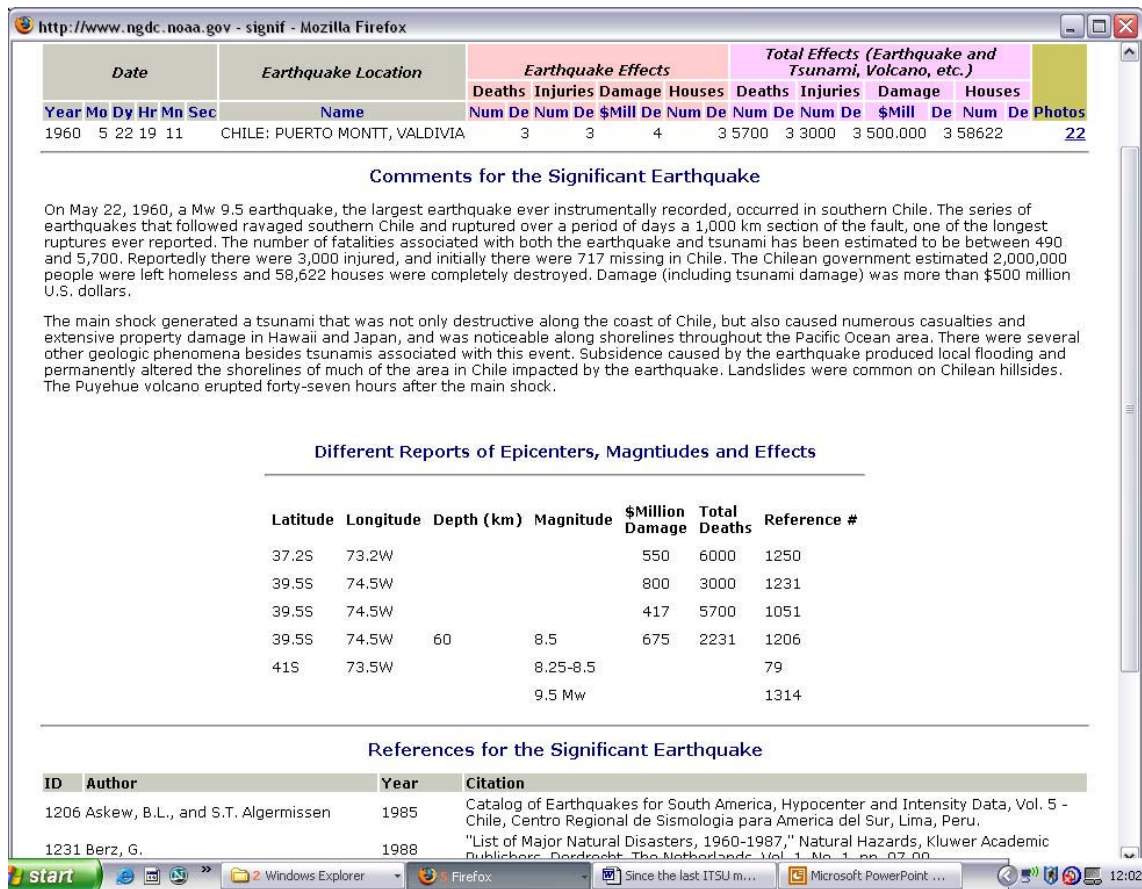 http://www.ngdc.noaa.gov - signif - Mozilla Firefox
Date Earthquake Location Earthquake Effects Total Effects (Earthquake and
Tsunami, Volcano, etc.)
Deaths Injuries Damage Houses Deaths Injuries Damage Houses
Year Mo Dy Hr Mn Sec Name Num De Num De $Mill De Num De Num De Num De $Mill De Num De Photos
1960 5 22 19 11 CHILE: PUERTO MONTT, VALDIVIA 3 3 4 3 5700 3 3000 3 500.000 3 58622 22
Comments for the Significant Earthquake
On May 22, 1960, a Mw 9.5 earthquake, the largest earthquake ever instrumentally recorded, occurred in southern Chile. The series of
earthquakes that followed ravaged southern Chile and ruptured over a period of days a 1,000 km section of the fault, one of the longest
ruptures ever reported. The number of fatalities associated with both the earthquake and tsunami has been estimated to be between 490
and 5,700. Reportedly there were 3,000 injured, and initially there were 717 missing in Chile. The Chilean government estimated 2,000,000
people were left homeless and 58,622 houses were completely destroyed. Damage (including tsunami damage) was more than $500 million
U.S. dollars.
The main shock generated a tsunami that was not only destructive along the coast of Chile, but also caused numerous casualties and
extensive property damage in Hawaii and Japan, and was noticeable along shorelines throughout the Pacific Ocean area. There were several
other geologic phenomena besides tsunamis associated with this event. Subsidence caused by the earthquake produced local flooding and
permanently altered the shorelines of much of the area in Chile impacted by the earthquake. Landslides were common on Chilean hillsides.
The Puyehue volcano erupted forty-seven hours after the main shock.
Different Reports of Epicenters, Magntiudes and Effects
Latitude Longitude Depth (km) Magnitude $Million Damage Total Deaths Reference #
37.2S 73.2W 550 6000 1250
39.5S 74.5W 800 3000 1231
39.5S 74.5W 417 5700 1051
39.5S 74.5W 60 8.5 675 2231 1206
41S 73.5W 8.25-8.5 79
9.5 Mw 1314
References for the Significant Earthquake
ID Author Year Citation
1206 Askew, B.L., and S.T. Algermissen 1985 Catalog of Earthquakes for South America, Hypocenter and Intensity Data, Vol. 5 -
Chile, Centro Regional de Sismologia para America del Sur, Lima, Peru.
1231 Berz, G. 1988 "List of Major Natural Disasters, 1960-1987," Natural Hazards, Kluwer Academic
Publishers, Dordrecht, The Netherlands, Vol. 1, No. 1, pp.
start 2 Windows Explorer 5 Firefox Since the last ITSU m... Microsoft PowerPoint ... 12:02